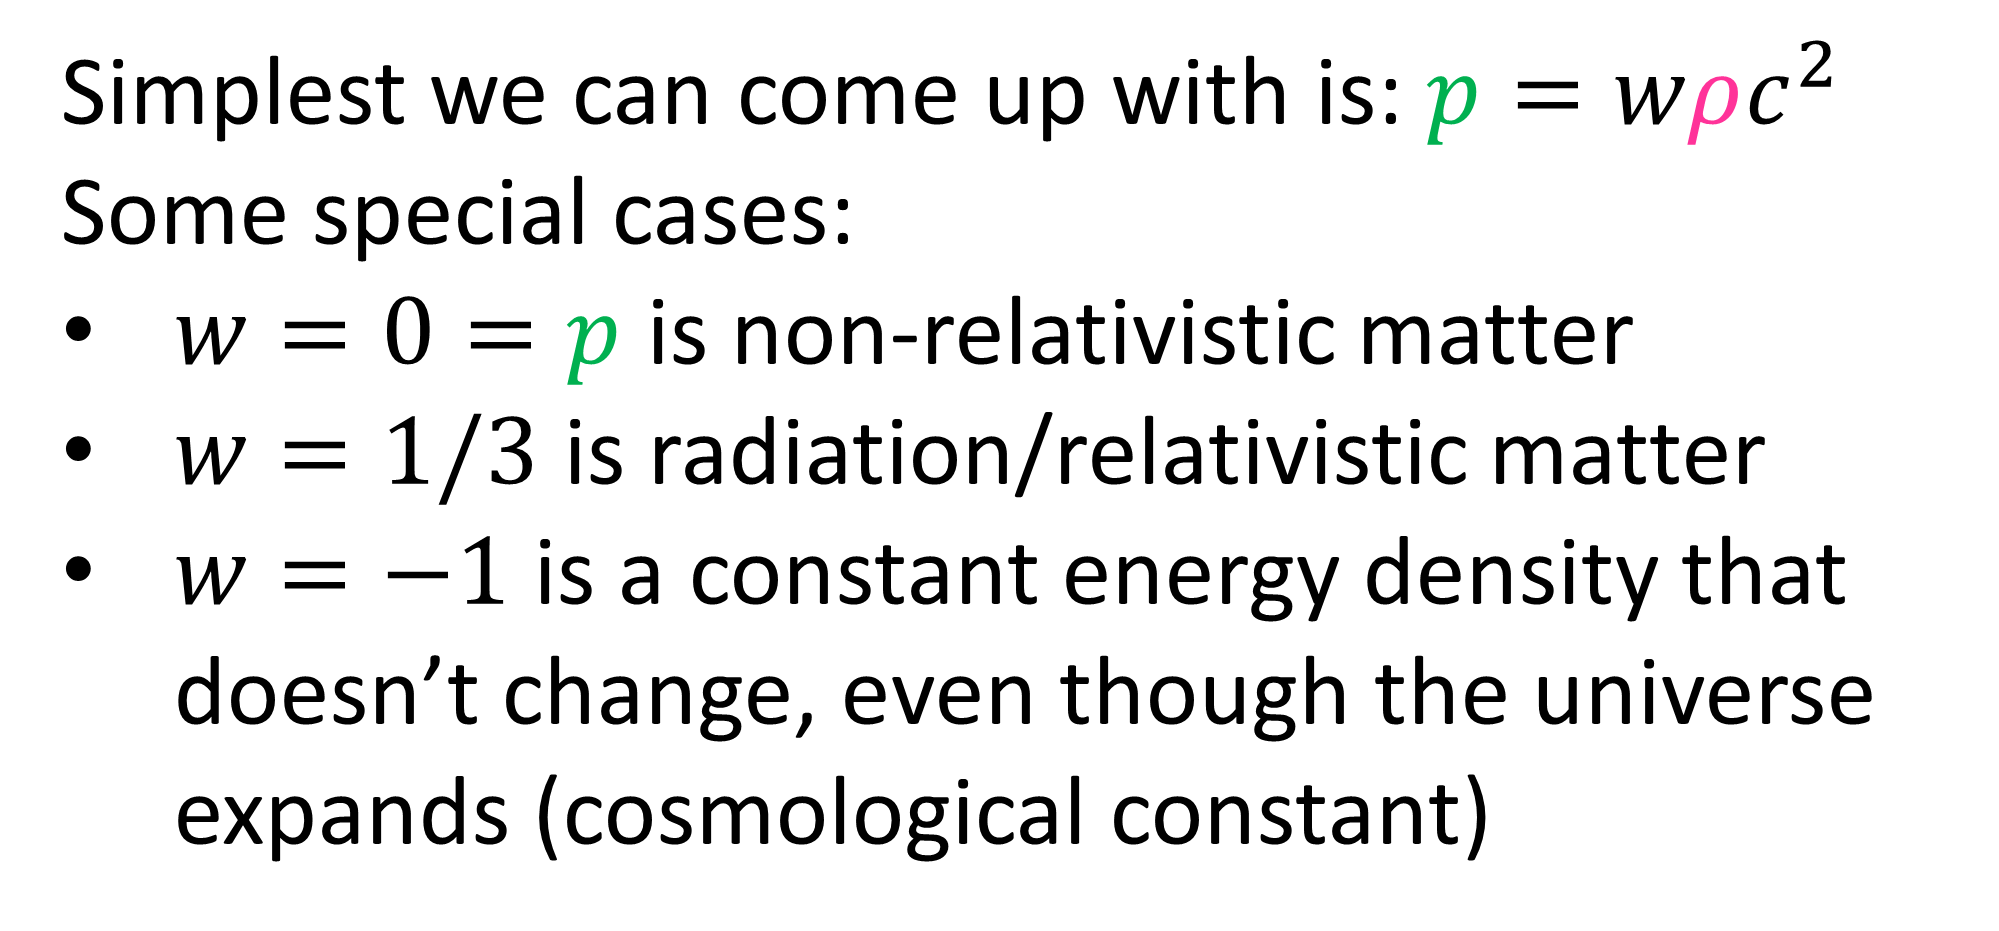 Simplest we can come up with is: p = wρc²
Some special cases:
• w = 0 = p is non-relativistic matter
• w = 1/3 is radiation/relativistic matter
• w = −1 is a constant energy density that
doesn’t change, even though the universe
expands (cosmological constant)